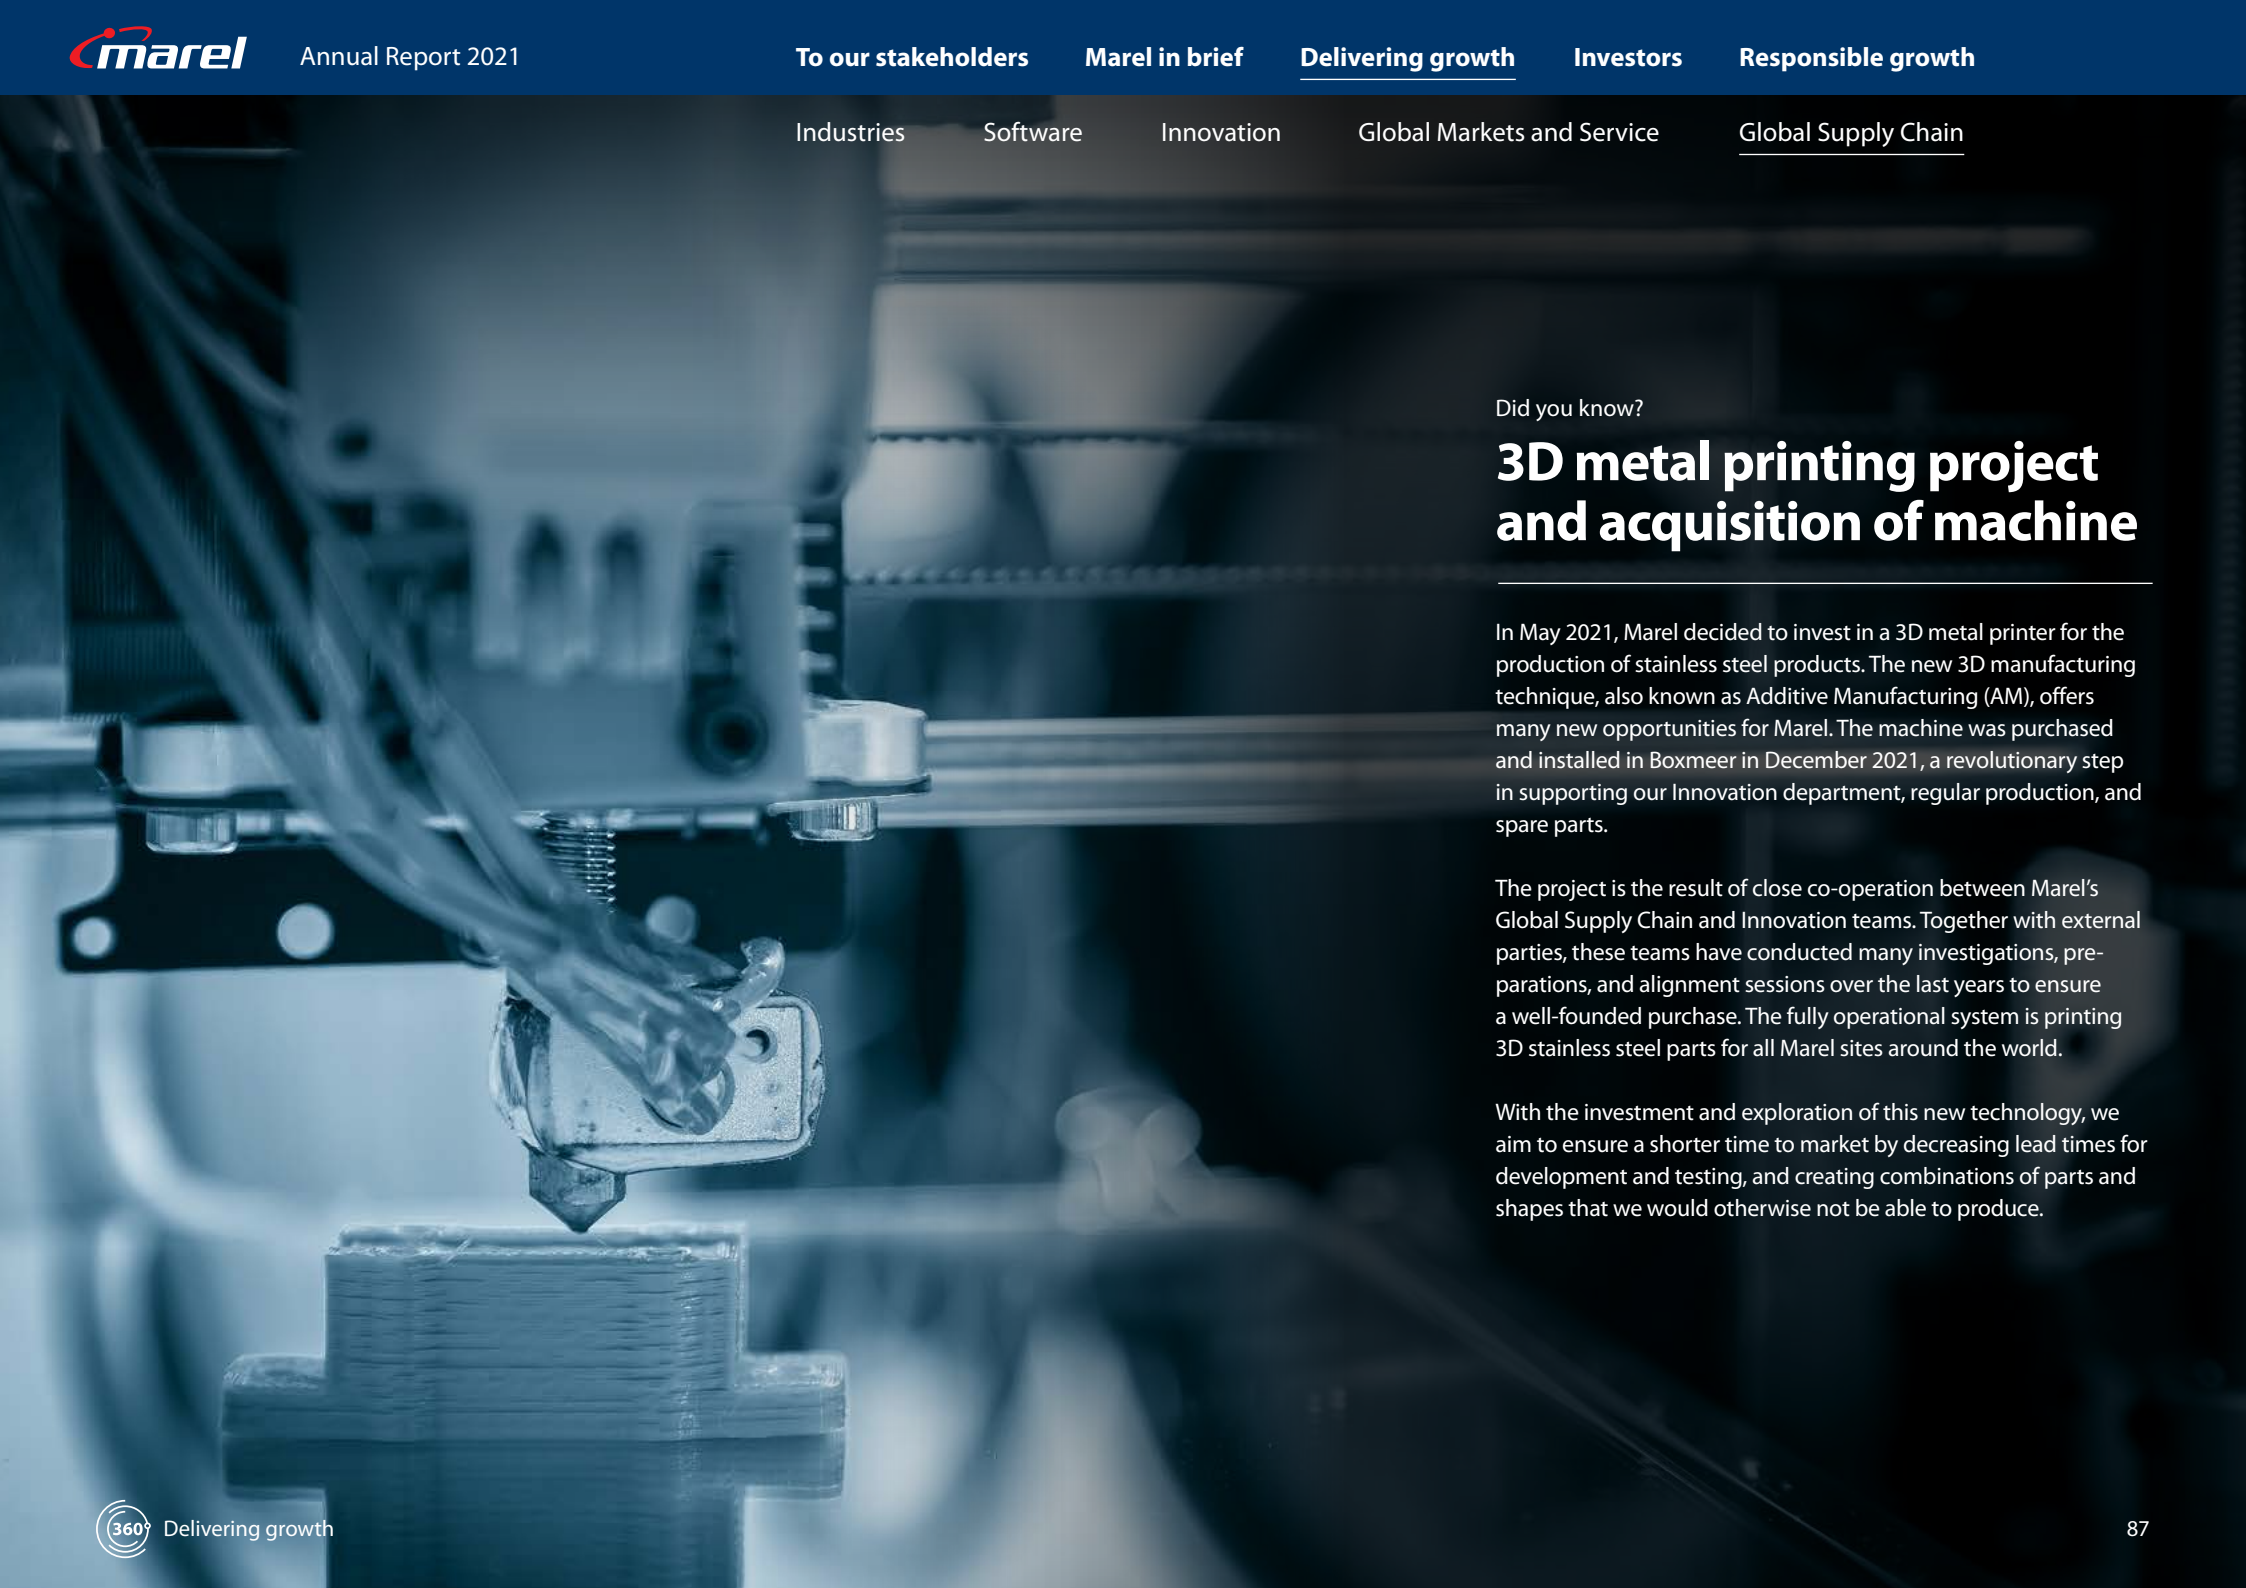 marel
Annual Report 2021
To our stakeholders
Marel in brief
Delivering growth
Investors
Responsible growth
Industries
Software
Innovation
Global Markets and Service
Global Supply Chain
Did you know?
3D metal printing project
and acquisition of machine
In May 2021, Marel decided to invest in a 3D metal printer for the
production of stainless steel products. The new 3D manufacturing
technique, also known as Additive Manufacturing (AM), offers
many new opportunities for Marel. The machine was purchased
and installed in Boxmeer in December 2021, a revolutionary step
in supporting our Innovation department, regular production, and
spare parts.
The project is the result of close co-operation between Marel’s
Global Supply Chain and Innovation teams. Together with external
parties, these teams have conducted many investigations, pre-
parations, and alignment sessions over the last years to ensure
a well-founded purchase. The fully operational system is printing
3D stainless steel parts for all Marel sites around the world.
With the investment and exploration of this new technology, we
aim to ensure a shorter time to market by decreasing lead times for
development and testing, and creating combinations of parts and
shapes that we would otherwise not be able to produce.
360° Delivering growth
87